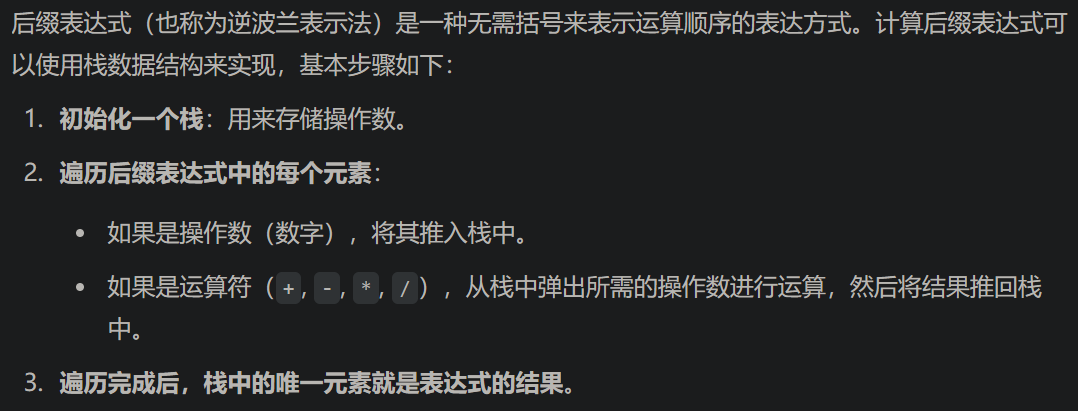 后缀表达式（也称为逆波兰表示法）是一种无需括号来表示运算顺序的表达方式。计算后缀表达式可
以使用栈数据结构来实现，基本步骤如下：
1. 初始化一个栈：用来存储操作数。
2. 遍历后缀表达式中的每个元素：
• 如果是操作数（数字），将其推入栈中。
• 如果是运算符（+, -, *, /），从栈中弹出所需的操作数进行运算，然后将结果推回栈
中。
3. 遍历完成后，栈中的唯一元素就是表达式的结果。